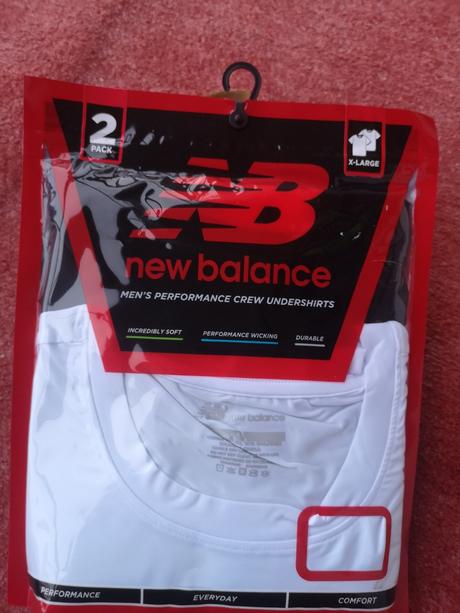 2
PACK
X-LARGE
NB
new balance
MEN'S PERFORMANCE CREW UNDERSHIRTS
INCREDIBLY SOFT
PERFORMANCE WICKING
DURABLE
new balance
PERFORMANCE
EVERYDAY
COMFORT